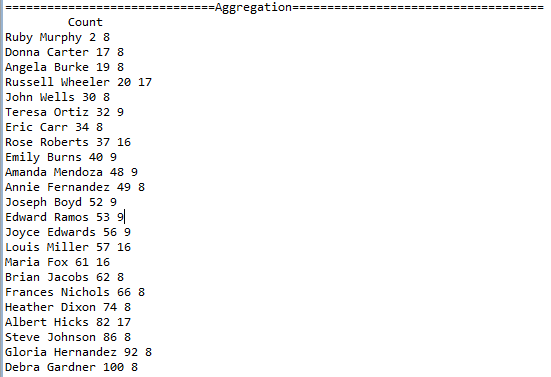 ==============================Aggregation====================================
Count
Ruby Murphy 2 8
Donna Carter 17 8
Angela Burke 19 8
Russell Wheeler 20 17
John Wells 30 8
Teresa Ortiz 32 9
Eric Carr 34 8
Rose Roberts 37 16
Emily Burns 40 9
Amanda Mendoza 48 9
Annie Fernandez 49 8
Joseph Boyd 52 9
Edward Ramos 53 9
Joyce Edwards 56 9
Louis Miller 57 16
Maria Fox 61 16
Brian Jacobs 62 8
Frances Nichols 66 8
Heather Dixon 74 8
Albert Hicks 82 17
Steve Johnson 86 8
Gloria Hernandez 92 8
Debra Gardner 100 8